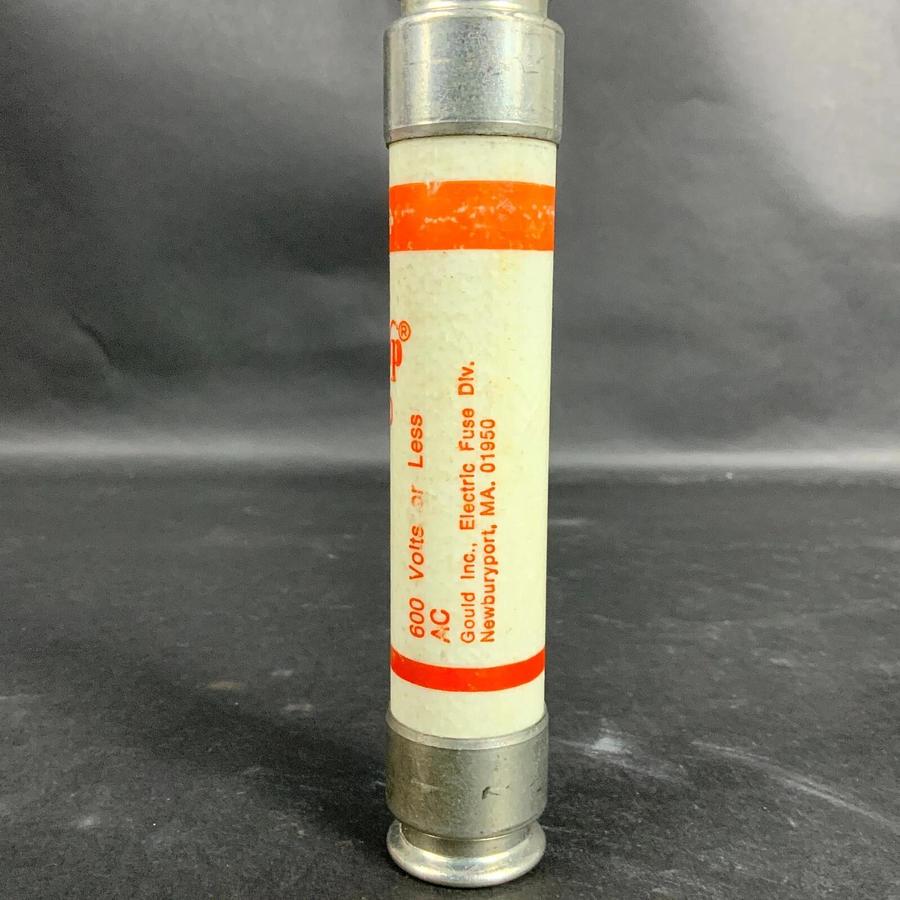 p®
600 Volts or Less
AC
Gould Inc., Electric Fuse Div.
Newburyport, MA. 01950